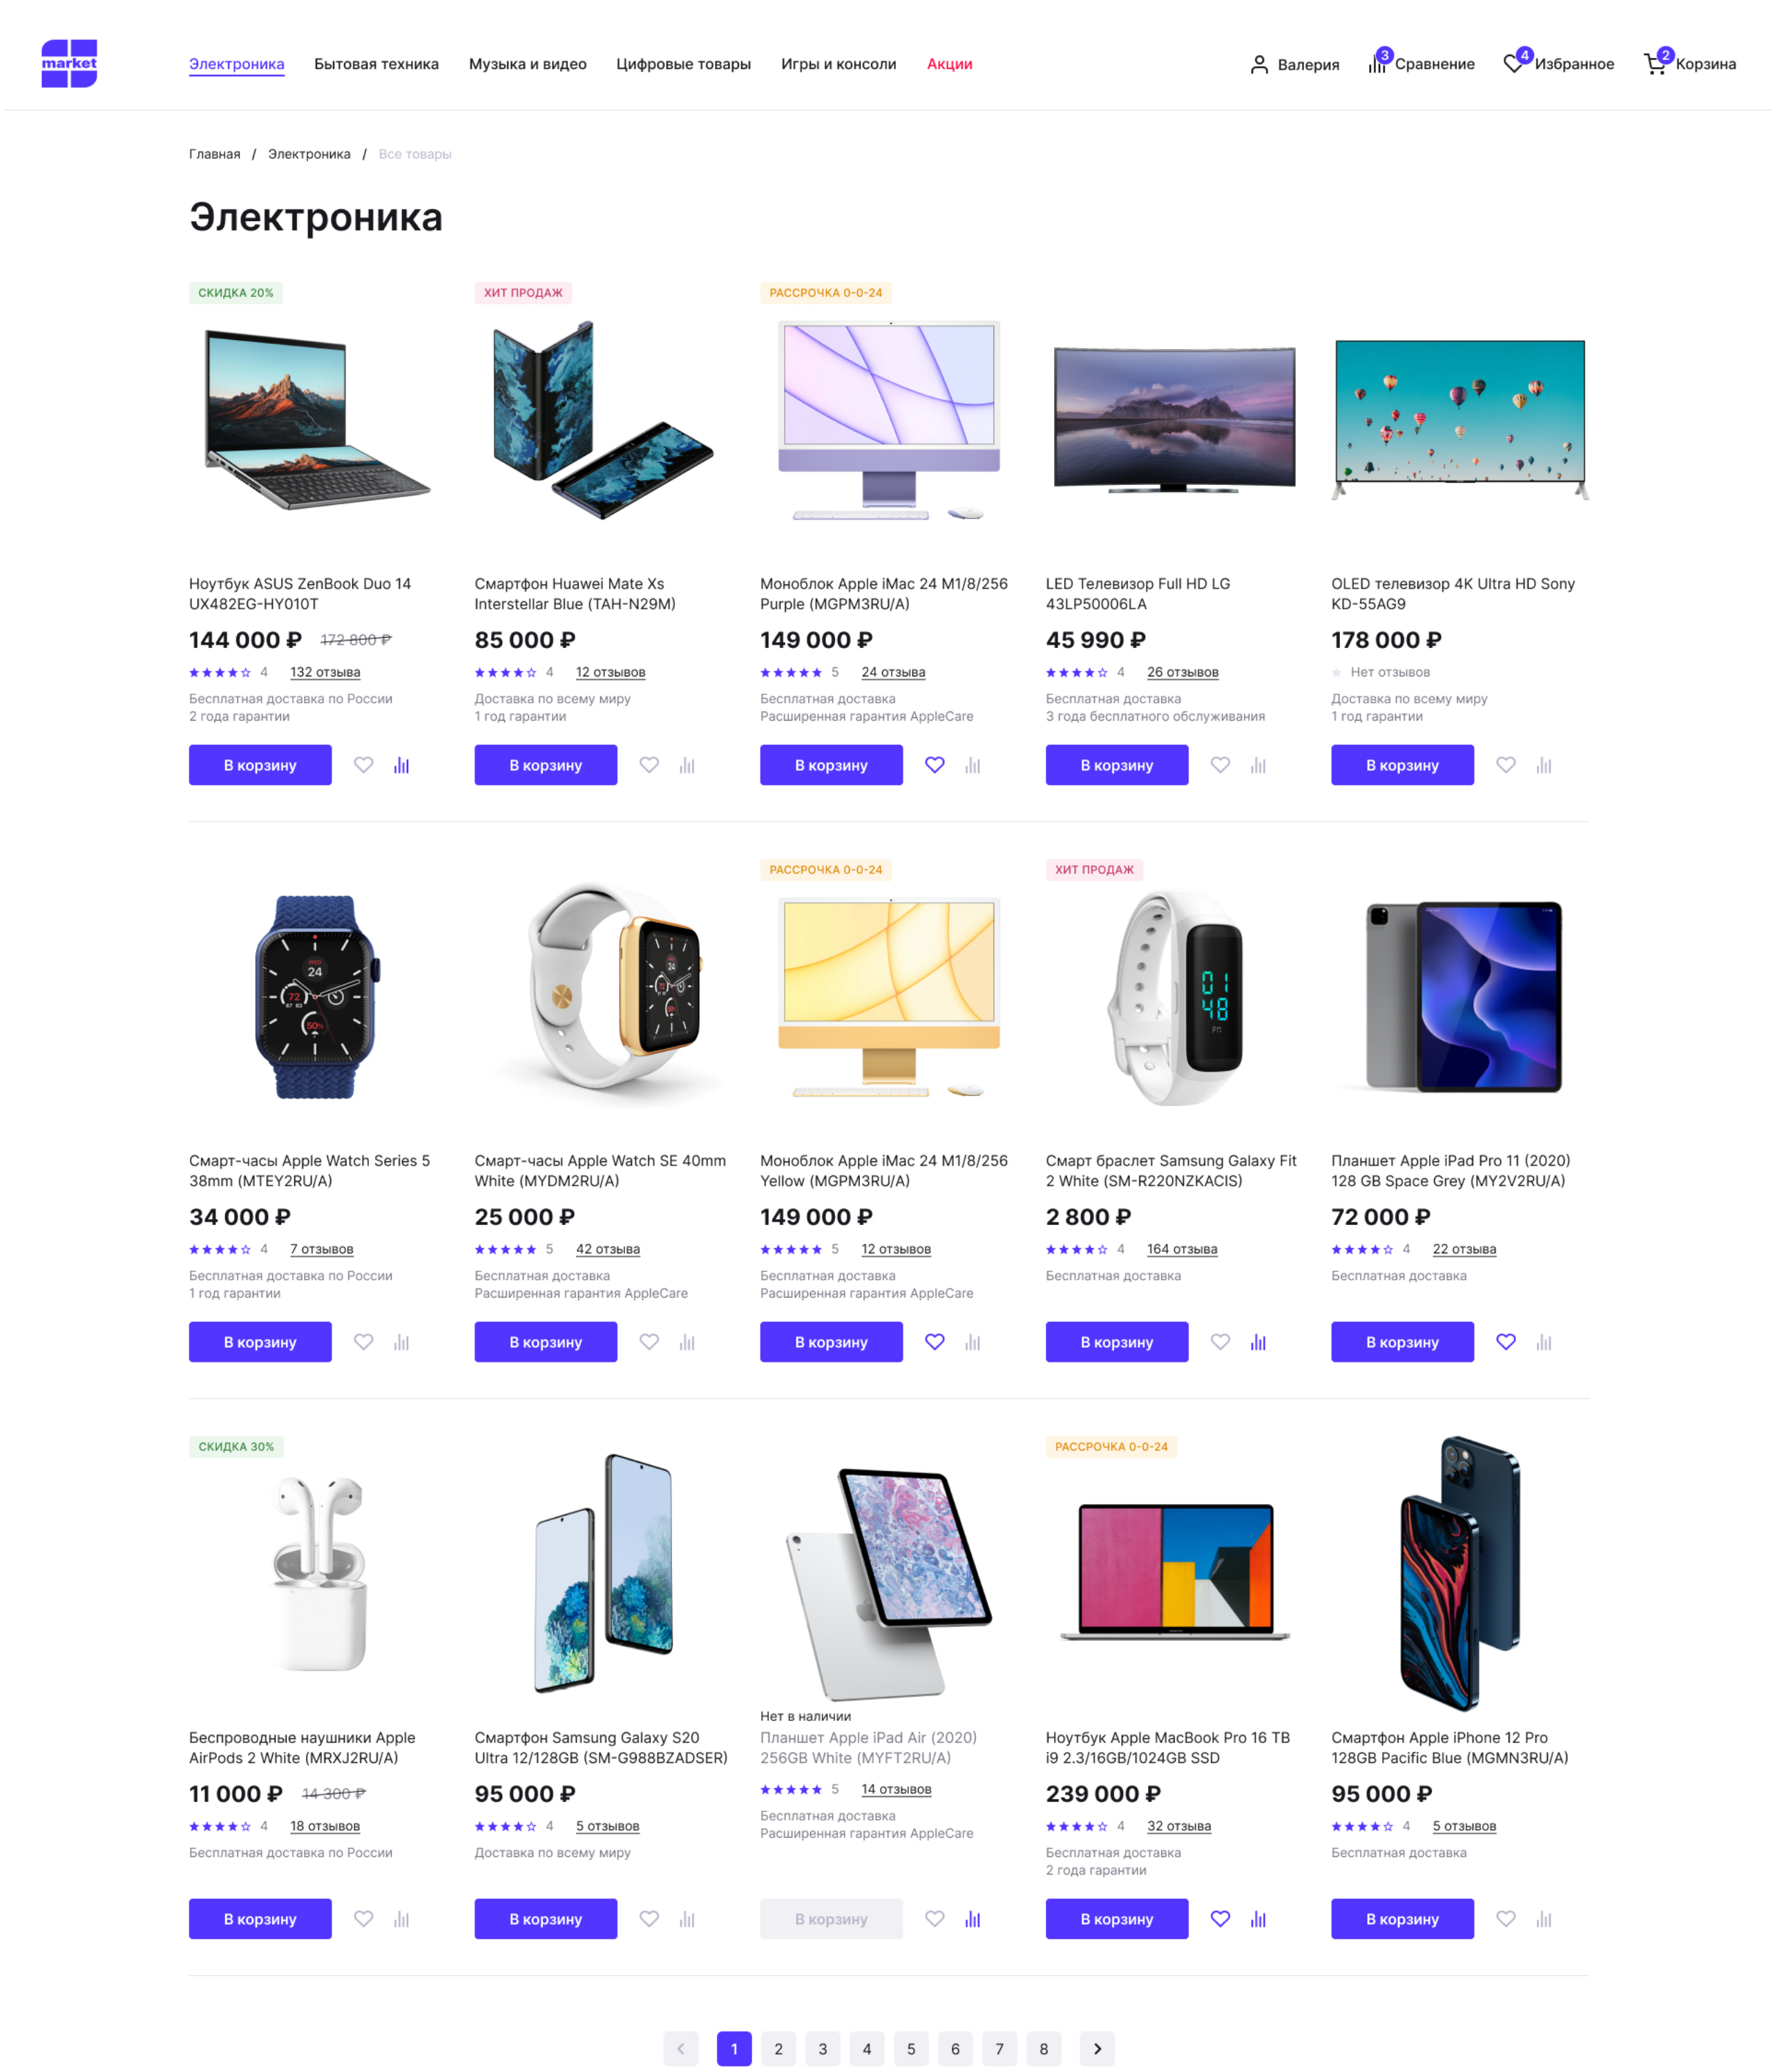 market
Электроника
Бытовая техника
Музыка и видео
Цифровые товары
Игры и консоли
Акции
Валерия
3
Сравнение
4
Избранное
2
Корзина
Главная / Электроника / Все товары
Электроника
СКИДКА 20%
Ноутбук ASUS ZenBook Duo 14
UX482EG-HY010T
144 000 ₽ 172 800 ₽
4 132 отзыва
Бесплатная доставка по России
2 года гарантии
В корзину
ХИТ ПРОДАЖ
Смартфон Huawei Mate Xs
Interstellar Blue (TAH-N29M)
85 000 ₽
4 12 отзывов
Доставка по всему миру
1 год гарантии
В корзину
РАССРОЧКА 0-0-24
Моноблок Apple iMac 24 M1/8/256
Purple (MGPM3RU/A)
149 000 ₽
5 24 отзыва
Бесплатная доставка
Расширенная гарантия AppleCare
В корзину
LED Телевизор Full HD LG
43LP50006LA
45 990 ₽
4 26 отзывов
Бесплатная доставка
3 года бесплатного обслуживания
В корзину
OLED телевизор 4K Ultra HD Sony
KD-55AG9
178 000 ₽
Нет отзывов
Доставка по всему миру
1 год гарантии
В корзину
WED
24
72
50%
Смарт-часы Apple Watch Series 5
38mm (MTEY2RU/A)
34 000 ₽
4 7 отзывов
Бесплатная доставка по России
1 год гарантии
В корзину
24
Смарт-часы Apple Watch SE 40mm
White (MYDM2RU/A)
25 000 ₽
5 42 отзыва
Бесплатная доставка
Расширенная гарантия AppleCare
В корзину
РАССРОЧКА 0-0-24
Моноблок Apple iMac 24 M1/8/256
Yellow (MGPM3RU/A)
149 000 ₽
5 12 отзывов
Бесплатная доставка
Расширенная гарантия AppleCare
В корзину
ХИТ ПРОДАЖ
01
48
PM
Смарт браслет Samsung Galaxy Fit
2 White (SM-R220NZKACIS)
2 800 ₽
4 164 отзыва
Бесплатная доставка
В корзину
Планшет Apple iPad Pro 11 (2020)
128 GB Space Grey (MY2V2RU/A)
72 000 ₽
4 22 отзыва
Бесплатная доставка
В корзину
СКИДКА 30%
Беспроводные наушники Apple
AirPods 2 White (MRXJ2RU/A)
11 000 ₽ 14 300 ₽
4 18 отзывов
Бесплатная доставка по России
В корзину
Смартфон Samsung Galaxy S20
Ultra 12/128GB (SM-G988BZADSER)
95 000 ₽
4 5 отзывов
Доставка по всему миру
В корзину
Нет в наличии
Планшет Apple iPad Air (2020)
256GB White (MYFT2RU/A)
5 14 отзывов
Бесплатная доставка
Расширенная гарантия AppleCare
В корзину
РАССРОЧКА 0-0-24
Ноутбук Apple MacBook Pro 16 TB
i9 2.3/16GB/1024GB SSD
239 000 ₽
4 32 отзыва
Бесплатная доставка
2 года гарантии
В корзину
Смартфон Apple iPhone 12 Pro
128GB Pacific Blue (MGMN3RU/A)
95 000 ₽
4 5 отзывов
Бесплатная доставка
В корзину
1 2 3 4 5 6 7 8